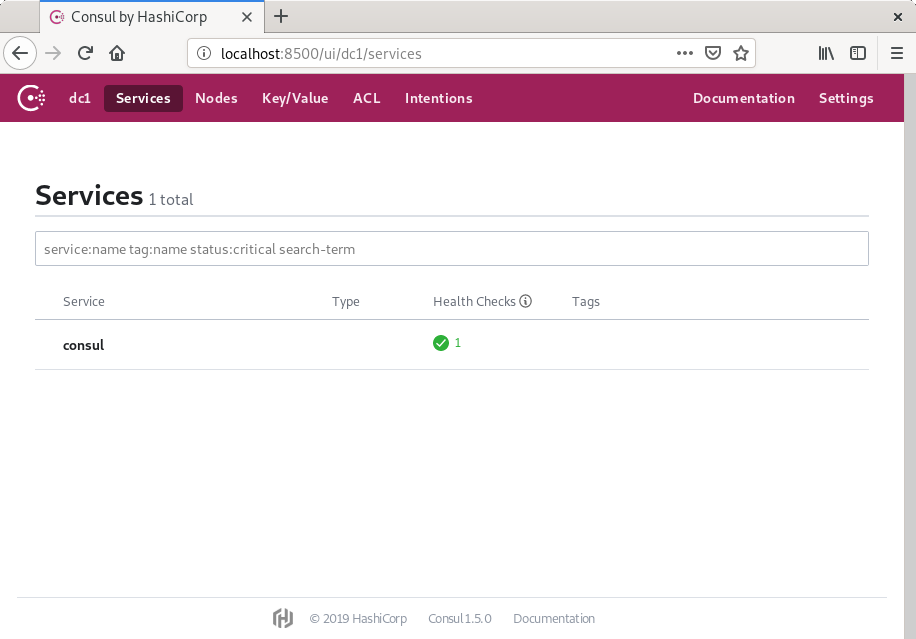 Consul by HashiCorp
localhost:8500/ui/dc1/services
dc1 Services Nodes Key/Value ACL Intentions Documentation Settings
Services 1 total
service:name tag:name status:critical search-term
Service Type Health Checks Tags
consul 1
© 2019 HashiCorp Consul 1.5.0 Documentation